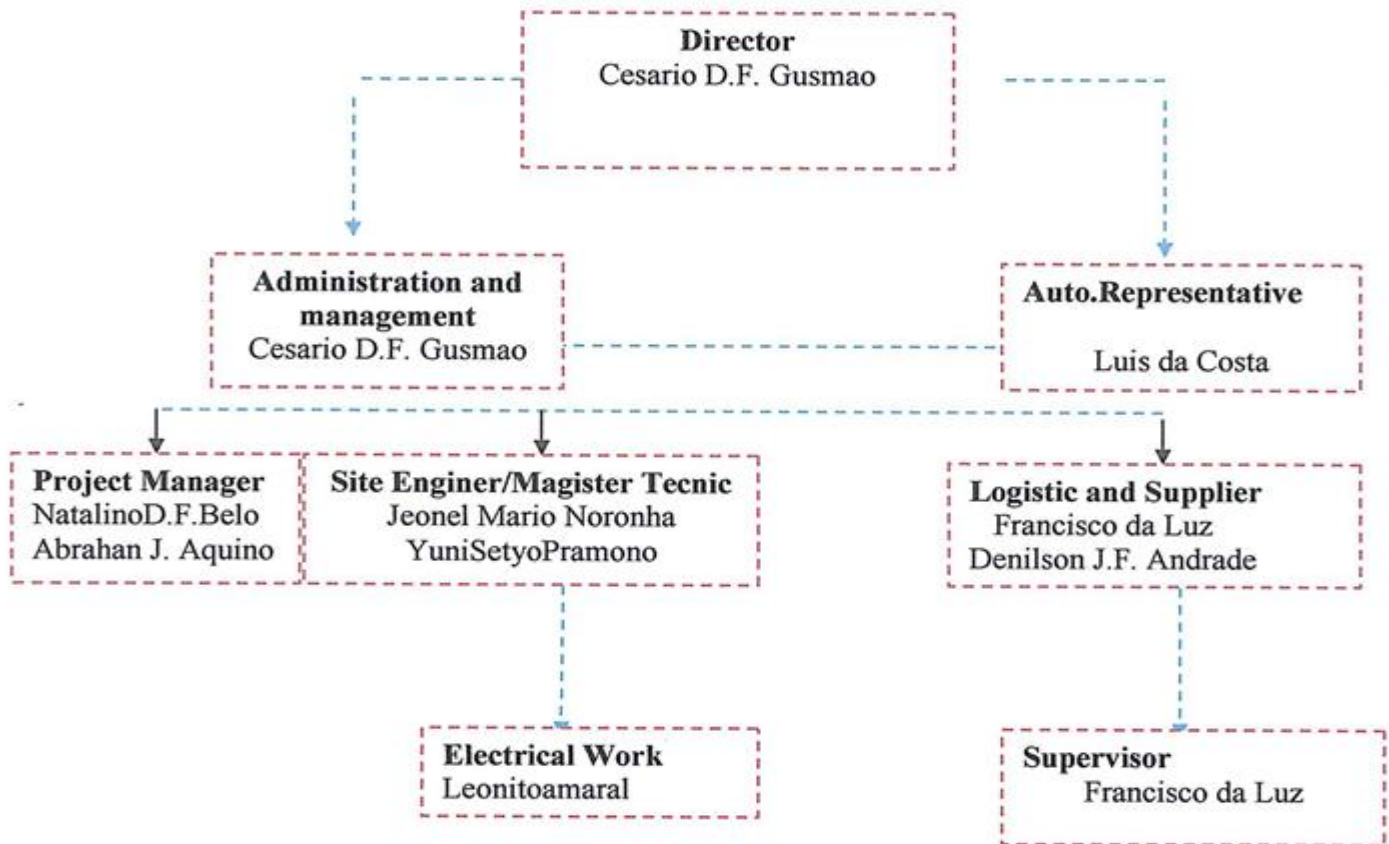 Director
Cesario D.F. Gusmao
Administration and
management
Cesario D.F. Gusmao
Auto.Representative
Luis da Costa
Project Manager
NatalinoD.F.Belo
Abrahan J. Aquino
Site Enginer/Magister Tecnic
Jeonel Mario Noronha
YuniSetyoPramono
Logistic and Supplier
Francisco da Luz
Denilson J.F. Andrade
Electrical Work
Leonitoamaral
Supervisor
Francisco da Luz